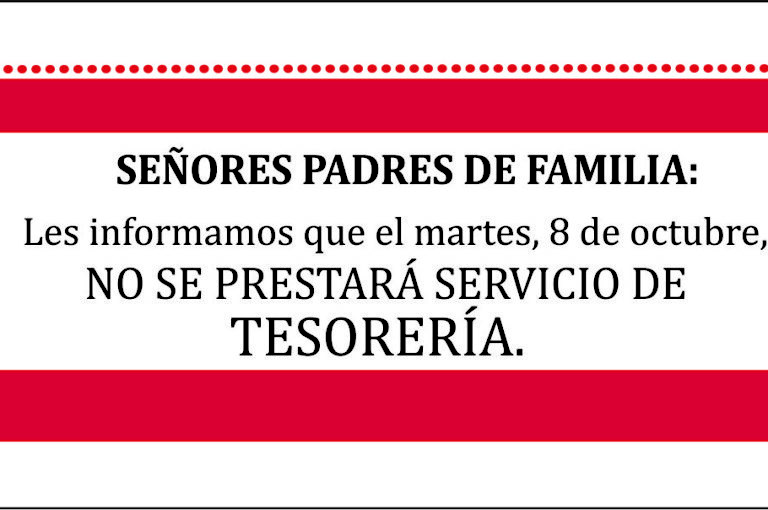 SEÑORES PADRES DE FAMILIA:
Les informamos que el martes, 8 de octubre,
NO SE PRESTARÁ SERVICIO DE
TESORERÍA.